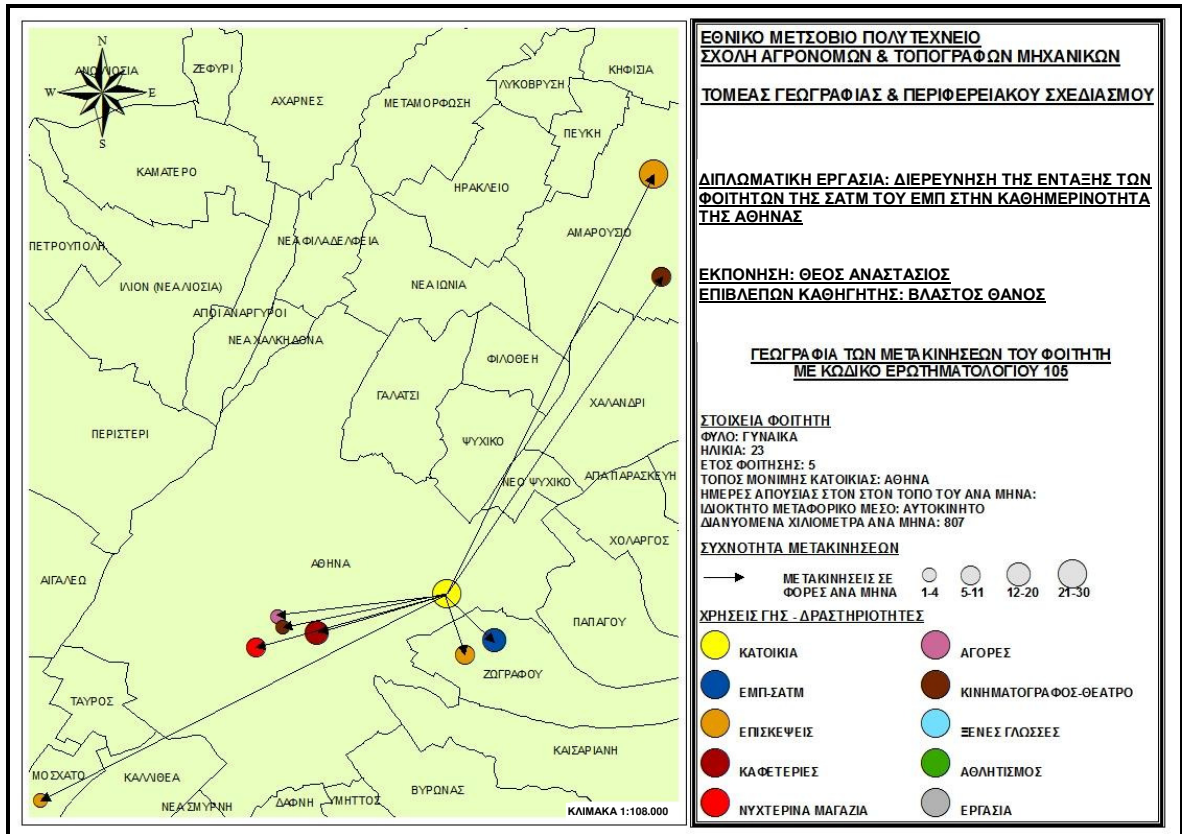 N
W
E
S
ΑΝΩ ΛΙΟΣΙΑ
ΖΕΦΥΡΙ
ΑΧΑΡΝΕΣ
ΜΕΤΑΜΟΡΦΩΣΗ
ΛΥΚΟΒΡΥΣΗ
ΚΗΦΙΣΙΑ
ΠΕΥΚΗ
ΚΑΜΑΤΕΡΟ
ΗΡΑΚΛΕΙΟ
ΑΜΑΡΟΥΣΙΟ
ΠΕΤΡΟΥΠΟΛΗ
ΝΕΑ ΦΙΛΑΔΕΛΦΕΙΑ
ΙΛΙΟΝ (ΝΕΑ ΛΙΟΣΙΑ)
ΝΕΑ ΙΩΝΙΑ
ΑΓΙΟΙ ΑΝΑΡΓΥΡΟΙ
ΝΕΑ ΧΑΛΚΗΔΟΝΑ
ΦΙΛΟΘΕΗ
ΓΑΛΑΤΣΙ
ΧΑΛΑΝΔΡΙ
ΠΕΡΙΣΤΕΡΙ
ΨΥΧΙΚΟ
ΝΕΟ ΨΥΧΙΚΟ
ΑΓΙΑ ΠΑΡΑΣΚΕΥΗ
ΧΟΛΑΡΓΟΣ
ΑΘΗΝΑ
ΑΙΓΑΛΕΩ
ΠΑΠΑΓΟΥ
ΖΩΓΡΑΦΟΥ
ΤΑΥΡΟΣ
ΚΑΙΣΑΡΙΑΝΗ
ΜΟΣΧΑΤΟ
ΚΑΛΛΙΘΕΑ
ΒΥΡΩΝΑΣ
ΝΕΑ ΣΜΥΡΝΗ
ΔΑΦΝΗ
ΥΜΗΤΤΟΣ
ΚΛΙΜΑΚΑ 1:108.000
ΕΘΝΙΚΟ ΜΕΤΣΟΒΙΟ ΠΟΛΥΤΕΧΝΕΙΟ
ΣΧΟΛΗ ΑΓΡΟΝΟΜΩΝ & ΤΟΠΟΓΡΑΦΩΝ ΜΗΧΑΝΙΚΩΝ
ΤΟΜΕΑΣ ΓΕΩΓΡΑΦΙΑΣ & ΠΕΡΙΦΕΡΕΙΑΚΟΥ ΣΧΕΔΙΑΣΜΟΥ
ΔΙΠΛΩΜΑΤΙΚΗ ΕΡΓΑΣΙΑ: ΔΙΕΡΕΥΝΗΣΗ ΤΗΣ ΕΝΤΑΞΗΣ ΤΩΝ
ΦΟΙΤΗΤΩΝ ΤΗΣ ΣΑΤΜ ΤΟΥ ΕΜΠ ΣΤΗΝ ΚΑΘΗΜΕΡΙΝΟΤΗΤΑ
ΤΗΣ ΑΘΗΝΑΣ
ΕΚΠΟΝΗΣΗ: ΘΕΟΣ ΑΝΑΣΤΑΣΙΟΣ
ΕΠΙΒΛΕΠΩΝ ΚΑΘΗΓΗΤΗΣ: ΒΛΑΣΤΟΣ ΘΑΝΟΣ
ΓΕΩΓΡΑΦΙΑ ΤΩΝ ΜΕΤΑΚΙΝΗΣΕΩΝ ΤΟΥ ΦΟΙΤΗΤΗ
ΜΕ ΚΩΔΙΚΟ ΕΡΩΤΗΜΑΤΟΛΟΓΙΟΥ 105
ΣΤΟΙΧΕΙΑ ΦΟΙΤΗΤΗ
ΦΥΛΟ: ΓΥΝΑΙΚΑ
ΗΛΙΚΙΑ: 23
ΕΤΟΣ ΦΟΙΤΗΣΗΣ: 5
ΤΟΠΟΣ ΜΟΝΙΜΗΣ ΚΑΤΟΙΚΙΑΣ: ΑΘΗΝΑ
ΗΜΕΡΕΣ ΑΠΟΥΣΙΑΣ ΣΤΟΝ ΣΤΟΝ ΤΟΠΟ ΤΟΥ ΑΝΑ ΜΗΝΑ:
ΙΔΙΟΚΤΗΤΟ ΜΕΤΑΦΟΡΙΚΟ ΜΕΣΟ: ΑΥΤΟΚΙΝΗΤΟ
ΔΙΑΝΥΟΜΕΝΑ ΧΙΛΙΟΜΕΤΡΑ ΑΝΑ ΜΗΝΑ: 807
ΣΥΧΝΟΤΗΤΑ ΜΕΤΑΚΙΝΗΣΕΩΝ
ΜΕΤΑΚΙΝΗΣΕΙΣ ΣΕ
ΦΟΡΕΣ ΑΝΑ ΜΗΝΑ
1-4 5-11 12-20 21-30
ΧΡΗΣΕΙΣ ΓΗΣ - ΔΡΑΣΤΗΡΙΟΤΗΤΕΣ
ΚΑΤΟΙΚΙΑ
ΑΓΟΡΕΣ
ΕΜΠ-ΣΑΤΜ
ΚΙΝΗΜΑΤΟΓΡΑΦΟΣ-ΘΕΑΤΡΟ
ΕΠΙΣΚΕΨΕΙΣ
ΞΕΝΕΣ ΓΛΩΣΣΕΣ
ΚΑΦΕΤΕΡΙΕΣ
ΑΘΛΗΤΙΣΜΟΣ
ΝΥΧΤΕΡΙΝΑ ΜΑΓΑΖΙΑ
ΕΡΓΑΣΙΑ